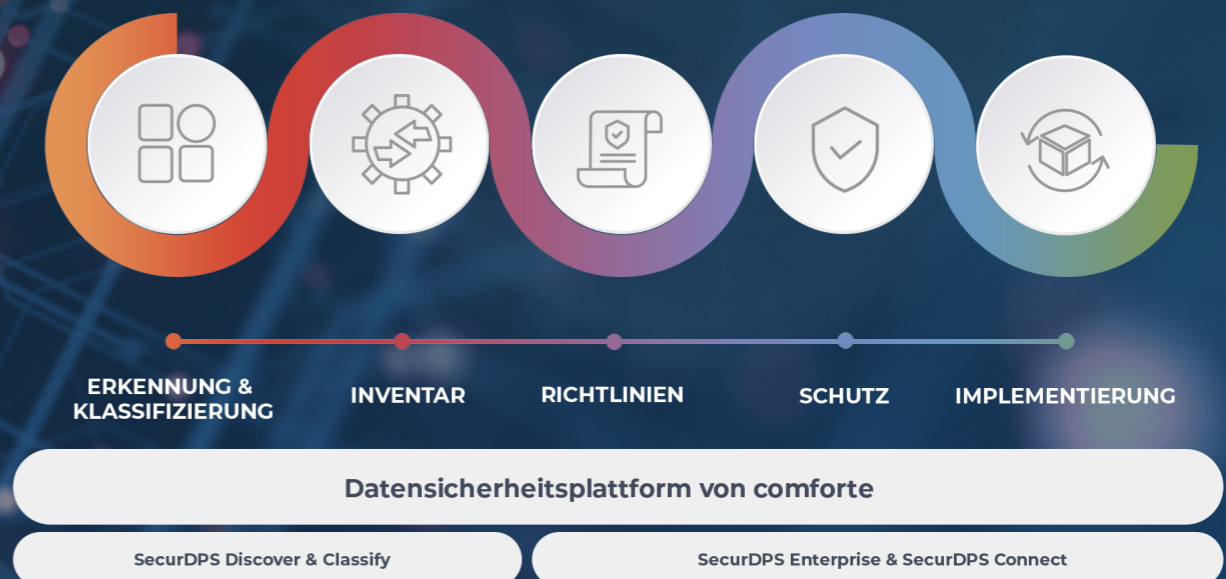 ERKENNUNG &
KLASSIFIZIERUNG
INVENTAR
RICHTLINIEN
SCHUTZ
IMPLEMENTIERUNG
Datensicherheitsplattform von comforte
SecurDPS Discover & Classify
SecurDPS Enterprise & SecurDPS Connect